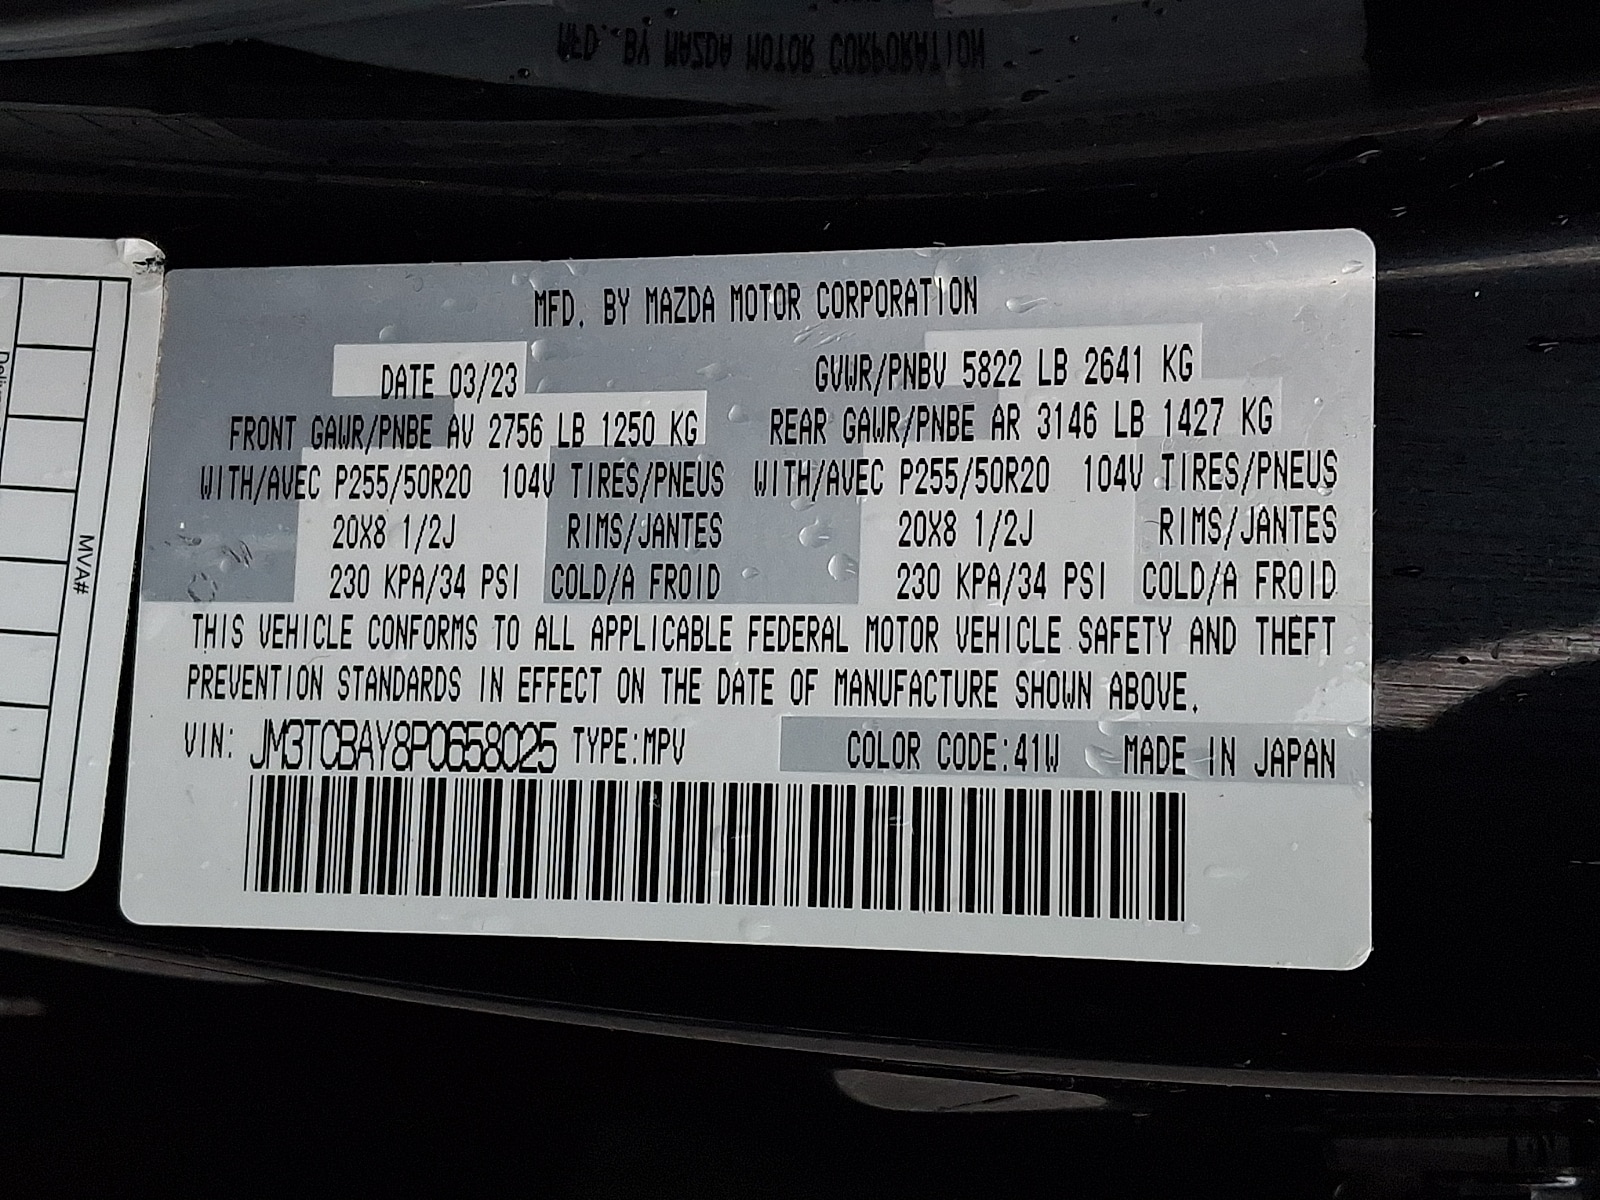 MFD. BY MAZDA MOTOR CORPORATION
MFD. BY MAZDA MOTOR CORPORATION
DATE 03/23 GVWR/PNBV 5822 LB 2641 KG
FRONT GAWR/PNBE AV 2756 LB 1250 KG REAR GAWR/PNBE AR 3146 LB 1427 KG
WITH/AVEC P255/50R20 104V TIRES/PNEUS WITH/AVEC P255/50R20 104V TIRES/PNEUS
20X8 1/2J RIMS/JANTES 20X8 1/2J RIMS/JANTES
230 KPA/34 PSI COLD/A FROID 230 KPA/34 PSI COLD/A FROID
THIS VEHICLE CONFORMS TO ALL APPLICABLE FEDERAL MOTOR VEHICLE SAFETY AND THEFT
PREVENTION STANDARDS IN EFFECT ON THE DATE OF MANUFACTURE SHOWN ABOVE.
VIN: JM3TCBAY8P0658025 TYPE:MPV COLOR CODE:41W MADE IN JAPAN
MVA#